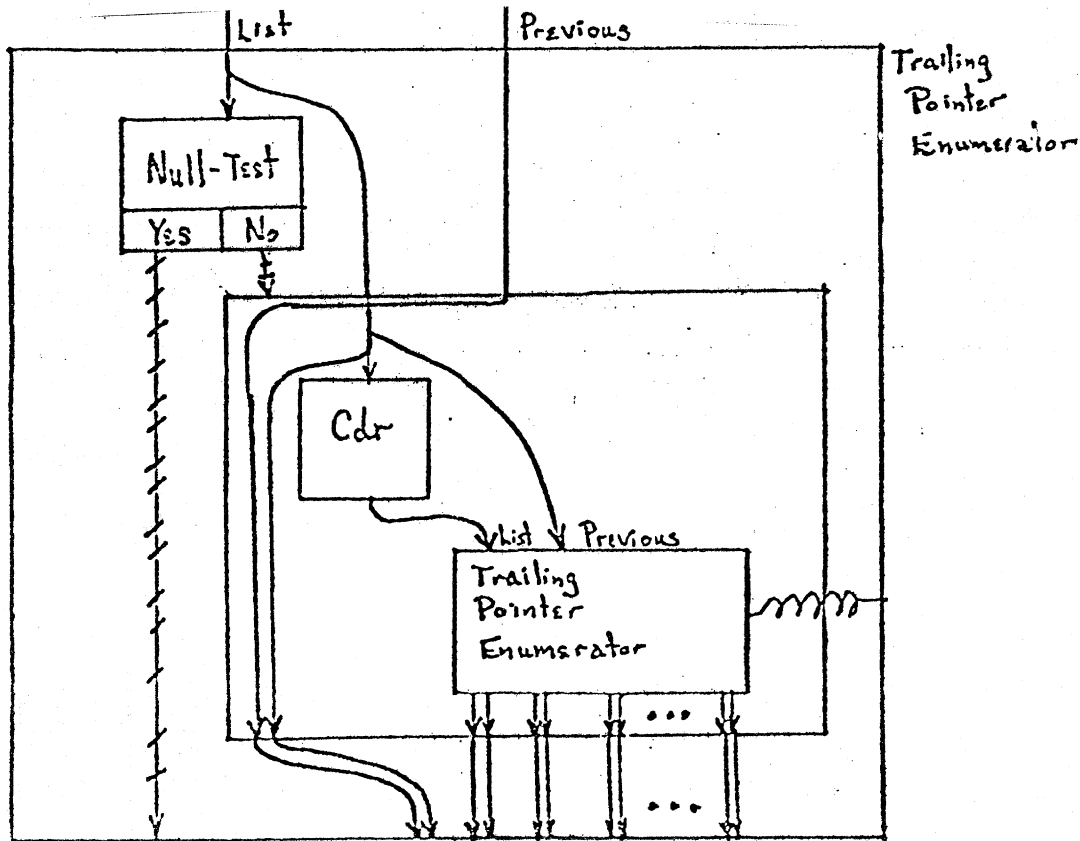 List
Previous
Trailing
Pointer
Enumerator
Null-Test
Yes
No
Cdr
List
Previous
Trailing
Pointer
Enumerator
...
...